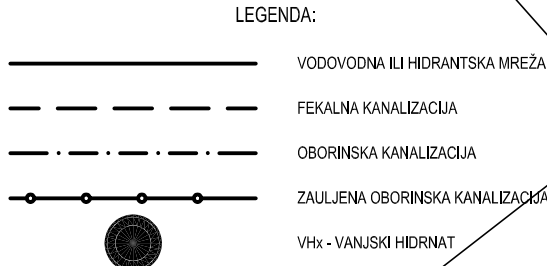 LEGENDA:
VODOVODNA ILI HIDRANTSKA MREŽA
FEKALNA KANALIZACIJA
OBORINSKA KANALIZACIJA
ZAULJENA OBORINSKA KANALIZACIJA
VHx - VANJSKI HIDRNAT